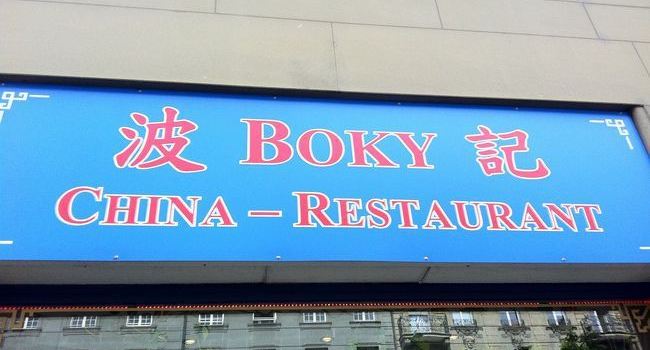 波 BOKY 記
CHINA – RESTAURANT